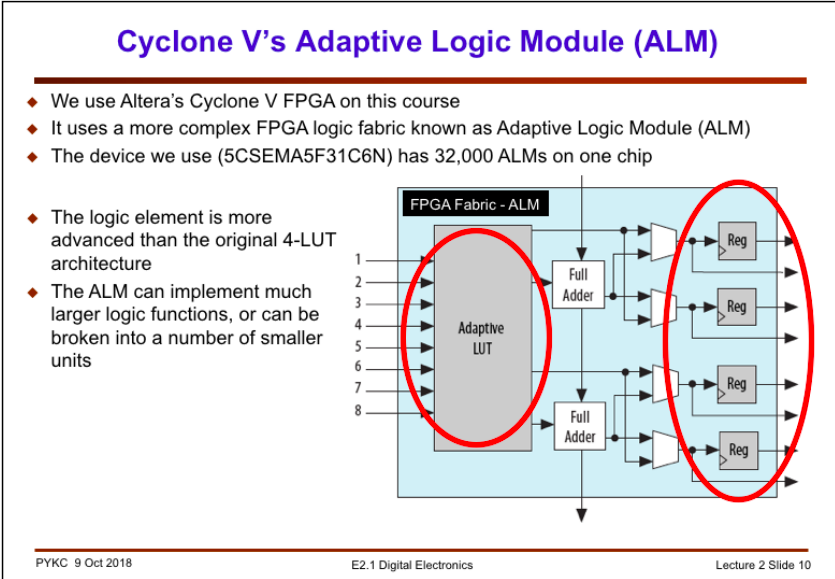 Cyclone V's Adaptive Logic Module (ALM)
◆ We use Altera's Cyclone V FPGA on this course
◆ It uses a more complex FPGA logic fabric known as Adaptive Logic Module (ALM)
◆ The device we use (5CSEMA5F31C6N) has 32,000 ALMs on one chip
◆ The logic element is more
advanced than the original 4-LUT
architecture
◆ The ALM can implement much
larger logic functions, or can be
broken into a number of smaller
units
FPGA Fabric - ALM
1
2
3
4
5
6
7
8
Adaptive
LUT
Full
Adder
Full
Adder
Reg
Reg
Reg
Reg
PYKC 9 Oct 2018
E2.1 Digital Electronics
Lecture 2 Slide 10